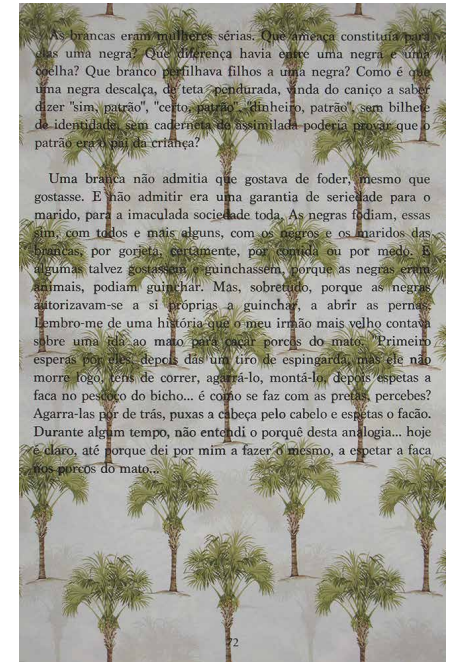 As brancas eram mulheres sérias. Que ameaça constituía para
elas uma negra? Que diferença havia entre uma negra e uma
coelha? Que branco perfilhava filhos a uma negra? Como é que
uma negra descalça, de teta pendurada, vinda do caniço a saber
dizer "sim, patrão", "certo, patrão", "dinheiro, patrão", sem bilhete
de identidade, sem caderneta de assimilada poderia provar que o
patrão era o pai da criança?
Uma branca não admitia que gostava de foder, mesmo que
gostasse. E não admitir era uma garantia de seriedade para o
marido, para a imaculada sociedade toda. As negras fodiam, essas
sim, com todos e mais alguns, com os negros e os maridos das
brancas, por gorjeta, certamente, por comida ou por medo. E
algumas talvez gostassem e guinchassem, porque as negras eram
animais, podiam guinchar. Mas, sobretudo, porque as negras
autorizavam-se a si próprias a guinchar, a abrir as pernas.
Lembro-me de uma história que o meu irmão mais velho contava
sobre uma ida ao mato para caçar porcos do mato. "Primeiro
esperas por eles, depois dás um tiro de espingarda, mas ele não
morre logo, tens de correr, agarrá-lo, montá-lo, depois espetas a
faca no pescoço do bicho... é como se faz com as pretas, percebes?
Agarra-las por de trás, puxas a cabeça pelo cabelo e espetas o facão.
Durante algum tempo, não entendi o porquê desta analogia... hoje
é claro, até porque dei por mim a fazer o mesmo, a espetar a faca
nos porcos do mato...
72